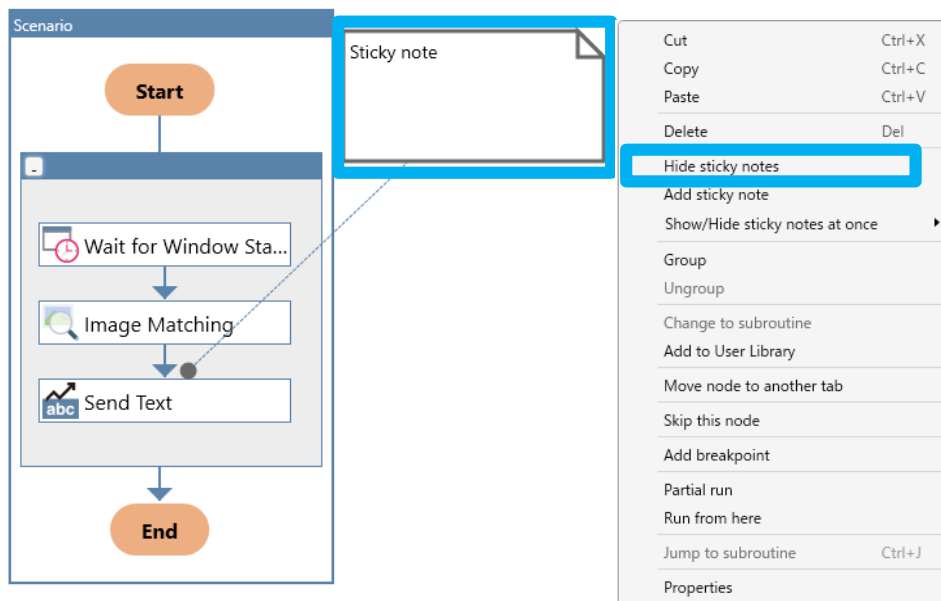 Scenario
Start
-
Wait for Window Sta...
Image Matching
abc
Send Text
End
Sticky note
Cut Ctrl+X
Copy Ctrl+C
Paste Ctrl+V
Delete Del
Hide sticky notes
Add sticky note
Show/Hide sticky notes at once
Group
Ungroup
Change to subroutine
Add to User Library
Move node to another tab
Skip this node
Add breakpoint
Partial run
Run from here
Jump to subroutine Ctrl+J
Properties